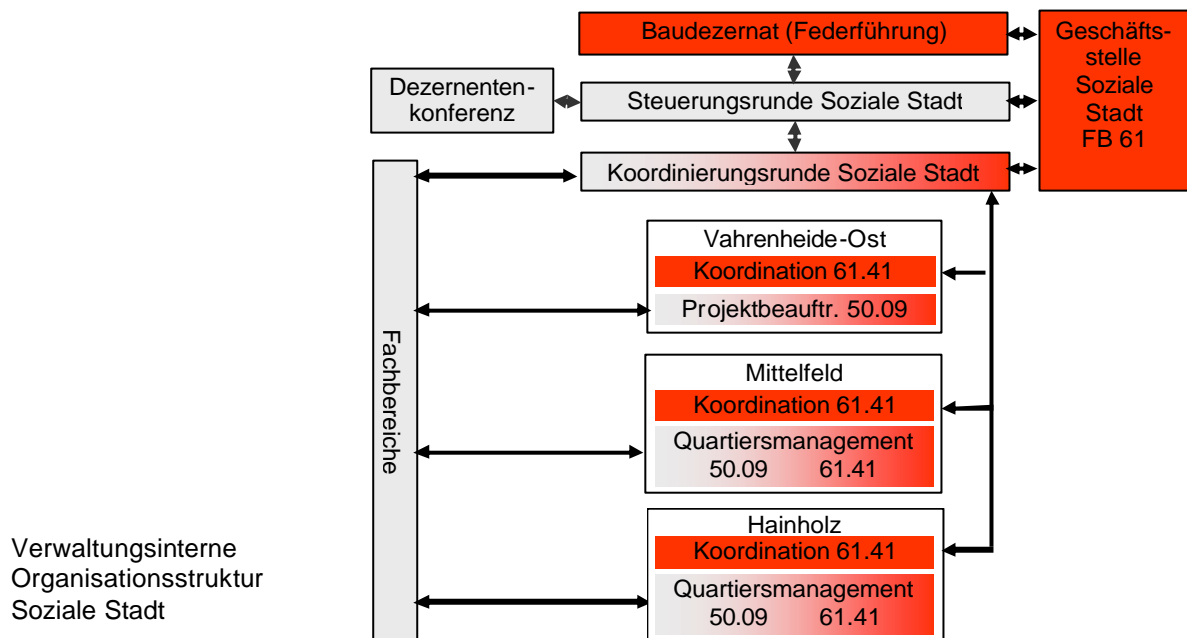 Baudezernat (Federführung)
Geschäfts-
stelle
Soziale
Stadt
FB 61
Dezernenten-
konferenz
Steuerungsrunde Soziale Stadt
Koordinierungsrunde Soziale Stadt
Fachbereiche
Vahrenheide-Ost
Koordination 61.41
Projektbeauftr. 50.09
Mittelfeld
Koordination 61.41
Quartiersmanagement
50.09 61.41
Hainholz
Koordination 61.41
Quartiersmanagement
50.09 61.41
Verwaltungsinterne
Organisationsstruktur
Soziale Stadt